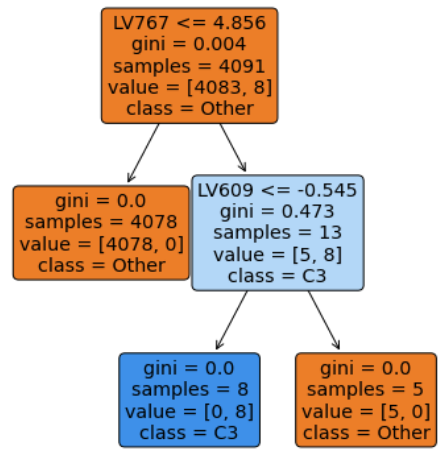 LV767 <= 4.856
gini = 0.004
samples = 4091
value = [4083, 8]
class = Other
gini = 0.0
samples = 4078
value = [4078, 0]
class = Other
LV609 <= -0.545
gini = 0.473
samples = 13
value = [5, 8]
class = C3
gini = 0.0
samples = 8
value = [0, 8]
class = C3
gini = 0.0
samples = 5
value = [5, 0]
class = Other